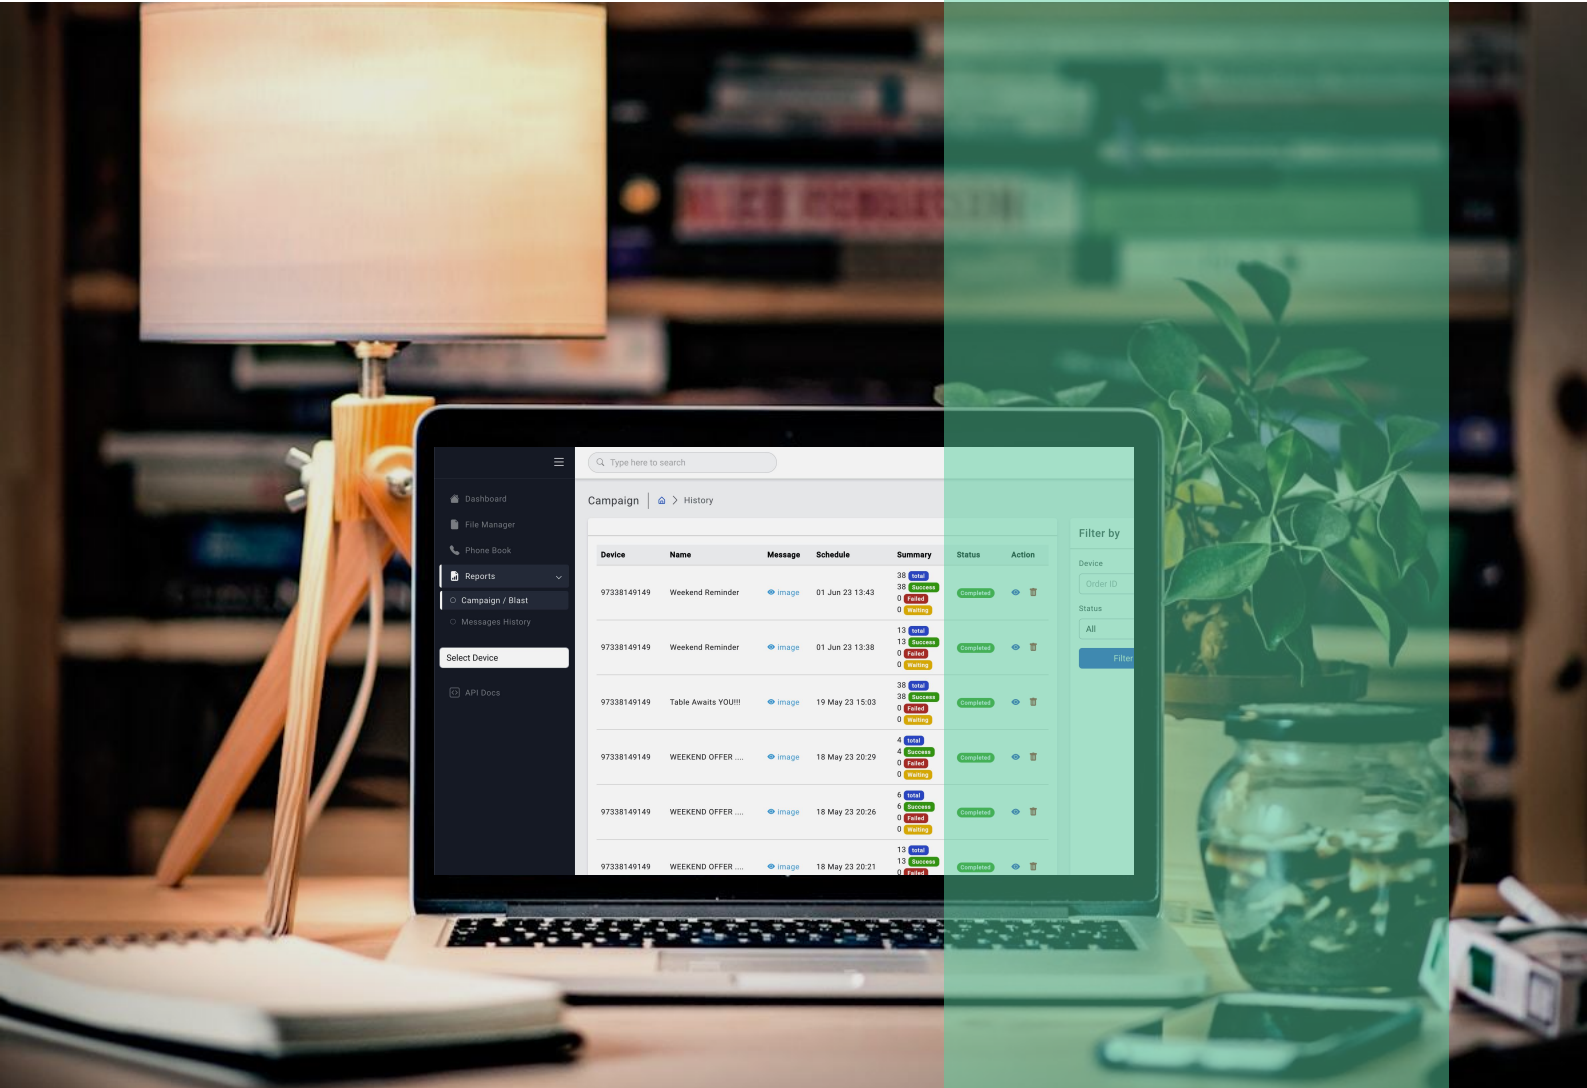 Type here to search
Dashboard
File Manager
Phone Book
Reports
Campaign / Blast
Messages History
Select Device
API Docs
Campaign | > History
Device Name Message Schedule Summary Status Action
38 total
38 Success
97338149149 Weekend Reminder image 01 Jun 23 13:43 Completed
0 Failed
0 Waiting
13 total
13 Success
97338149149 Weekend Reminder image 01 Jun 23 13:38 Completed
0 Failed
0 Waiting
38 total
38 Success
97338149149 Table Awaits YOU!!! image 19 May 23 15:03 Completed
0 Failed
0 Waiting
4 total
4 Success
97338149149 WEEKEND OFFER .... image 18 May 23 20:29 Completed
0 Failed
0 Waiting
6 total
6 Success
97338149149 WEEKEND OFFER .... image 18 May 23 20:26 Completed
0 Failed
0 Waiting
13 total
13 Success
97338149149 WEEKEND OFFER .... image 18 May 23 20:21 Completed
0 Failed
Filter by
Device
Order ID
Status
All
Filter